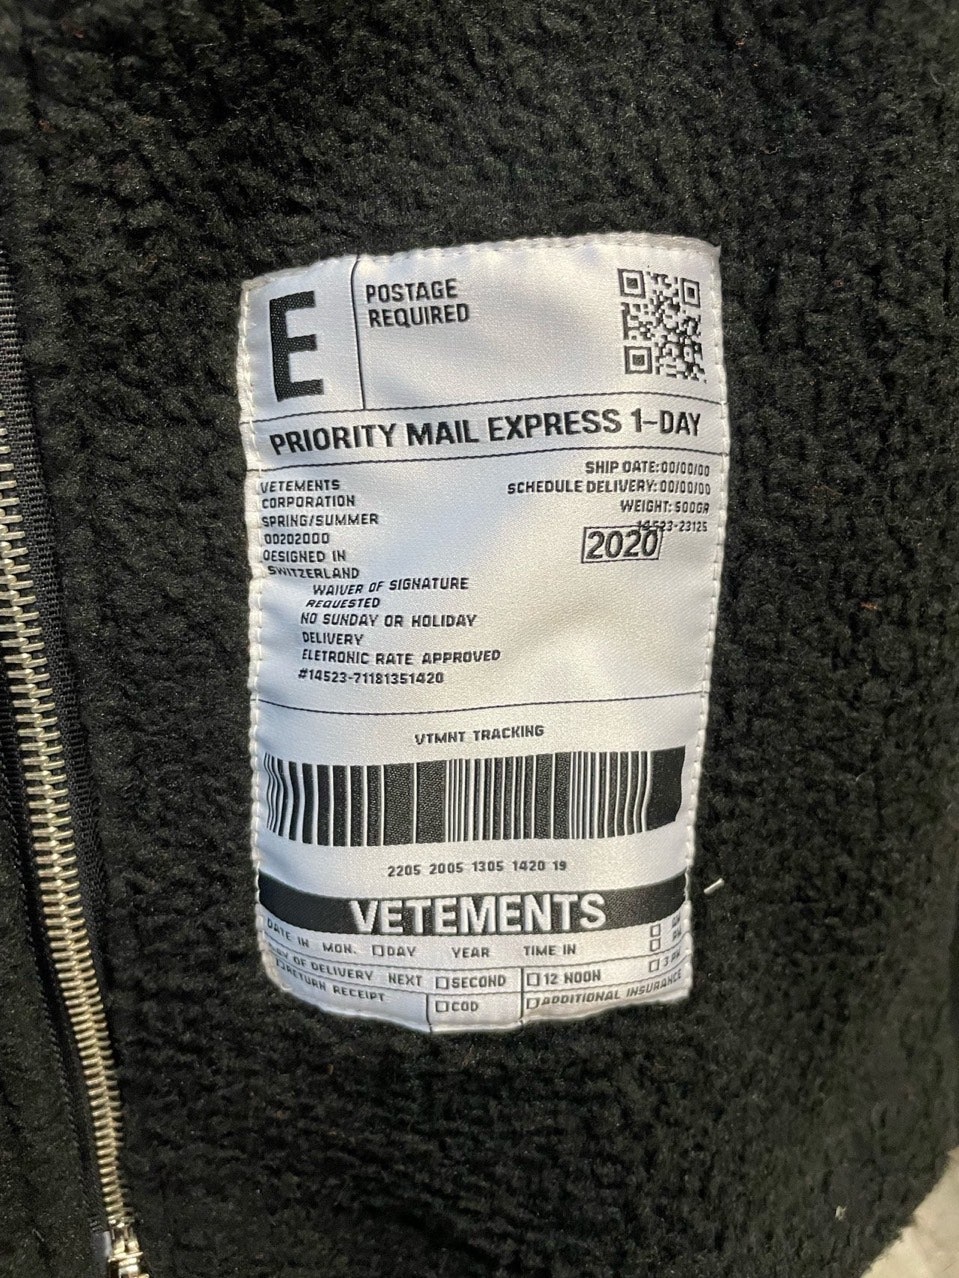 E
POSTAGE
REQUIRED
PRIORITY MAIL EXPRESS 1-DAY
SHIP DATE:00/00/00
SCHEDULE DELIVERY:00/00/00
WEIGHT: 500GR
14523-23125
2020
VETEMENTS
CORPORATION
SPRING/SUMMER
00202000
DESIGNED IN
SWITZERLAND
WAIVER OF SIGNATURE
REQUESTED
NO SUNDAY OR HOLIDAY
DELIVERY
ELETRONIC RATE APPROVED
#14523-71181351420
VTMNT TRACKING
2205 2005 1305 1420 19
VETEMENTS
DATE IN MON. DAY YEAR TIME IN
OF DELIVERY NEXT SECOND 12 NOON
RETURN RECEIPT COD ADDITIONAL INSURANCE